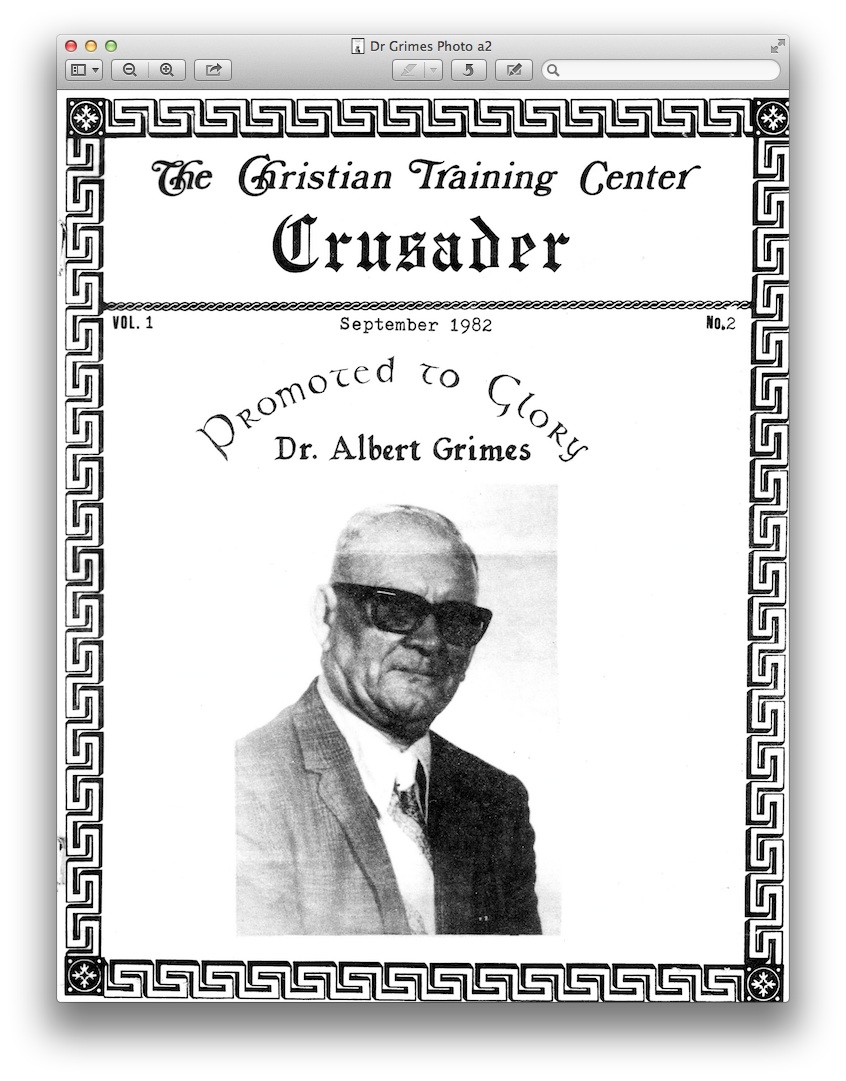 Dr Grimes Photo a2
The Christian Training Center
Crusader
VOL. 1 September 1982 No.2
Promoted to Glory
Dr. Albert Grimes